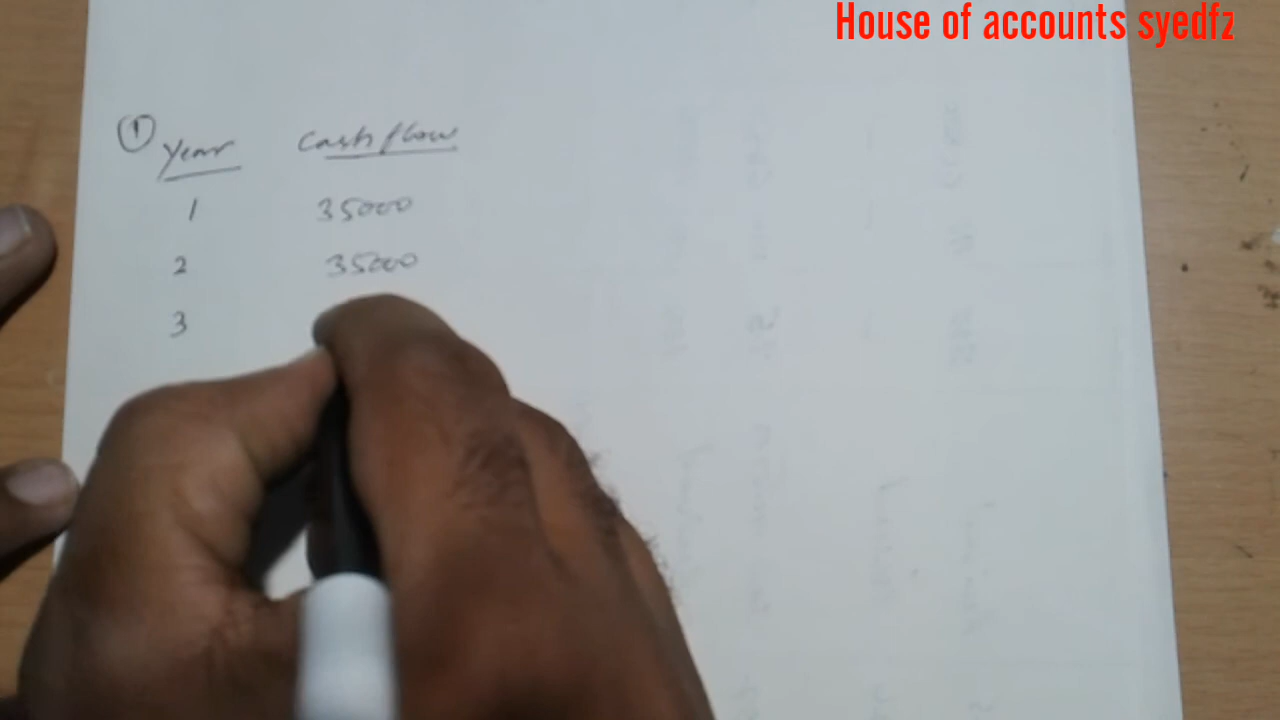 House of accounts syedfz
① Year Cash flow
1 35000
2 35000
3